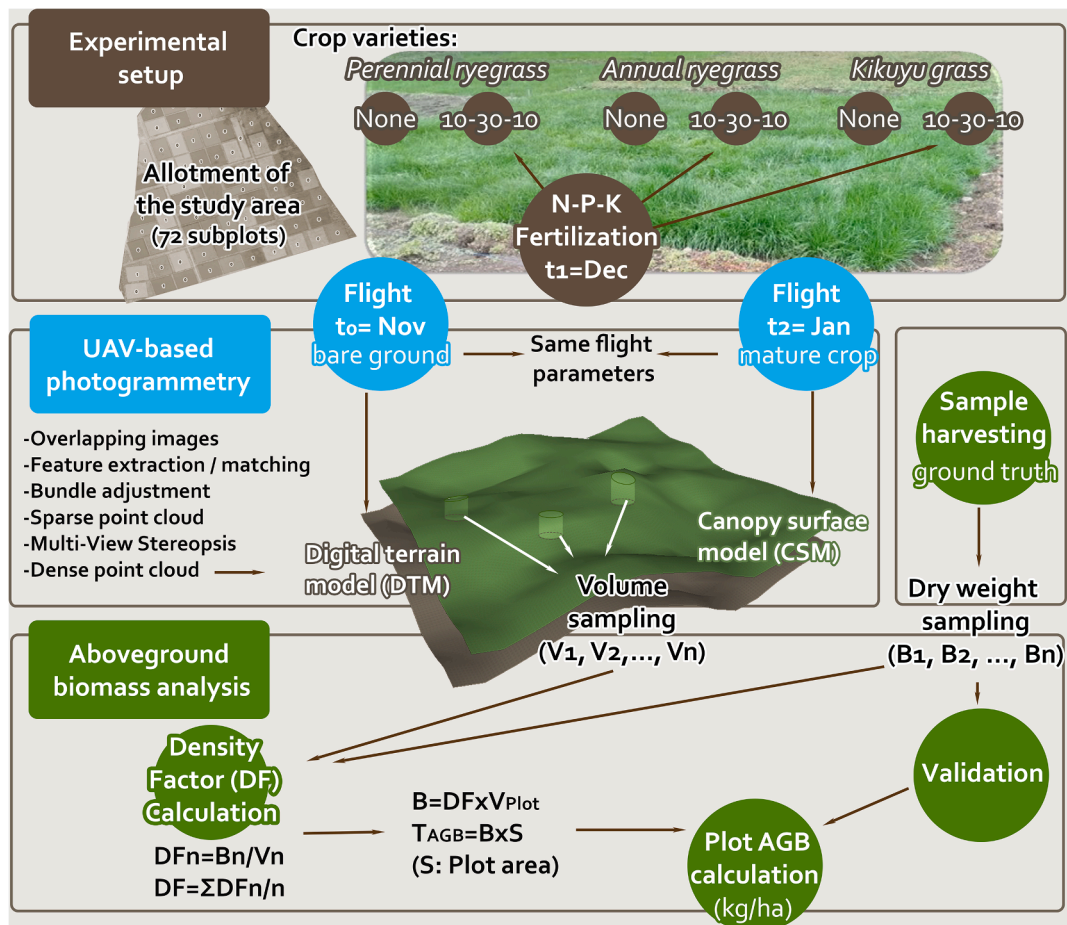 Experimental
setup
Crop varieties:
Perennial ryegrass
Annual ryegrass
Kikuyu grass
None
10-30-10
None
10-30-10
None
10-30-10
Allotment of
the study area
(72 subplots)
N-P-K
Fertilization
t1=Dec
Flight
t0= Nov
bare ground
Flight
t2= Jan
mature crop
Same flight
parameters
UAV-based
photogrammetry
-Overlapping images
-Feature extraction / matching
-Bundle adjustment
-Sparse point cloud
-Multi-View Stereopsis
-Dense point cloud
Digital terrain
model (DTM)
Canopy surface
model (CSM)
Volume
sampling
(V1, V2,..., Vn)
Sample
harvesting
ground truth
Dry weight
sampling
(B1, B2, ..., Bn)
Aboveground
biomass analysis
Density
Factor (DF)
Calculation
DFn=Bn/Vn
DF=ΣDFn/n
B=DFxVPlot
TAGB=BxS
(S: Plot area)
Validation
Plot AGB
calculation
(kg/ha)